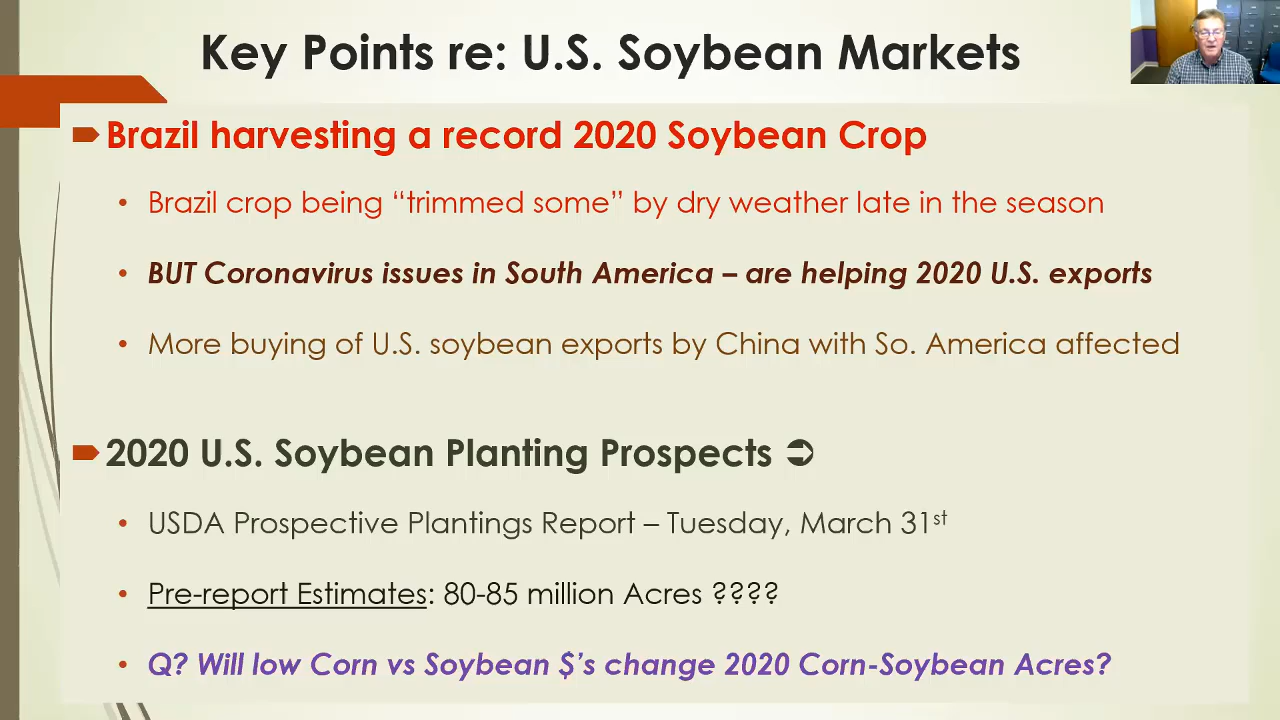 Key Points re: U.S. Soybean Markets
Brazil harvesting a record 2020 Soybean Crop
• Brazil crop being “trimmed some” by dry weather late in the season
• BUT Coronavirus issues in South America – are helping 2020 U.S. exports
• More buying of U.S. soybean exports by China with So. America affected
2020 U.S. Soybean Planting Prospects ➲
• USDA Prospective Plantings Report – Tuesday, March 31st
• Pre-report Estimates: 80-85 million Acres ????
• Q? Will low Corn vs Soybean $’s change 2020 Corn-Soybean Acres?